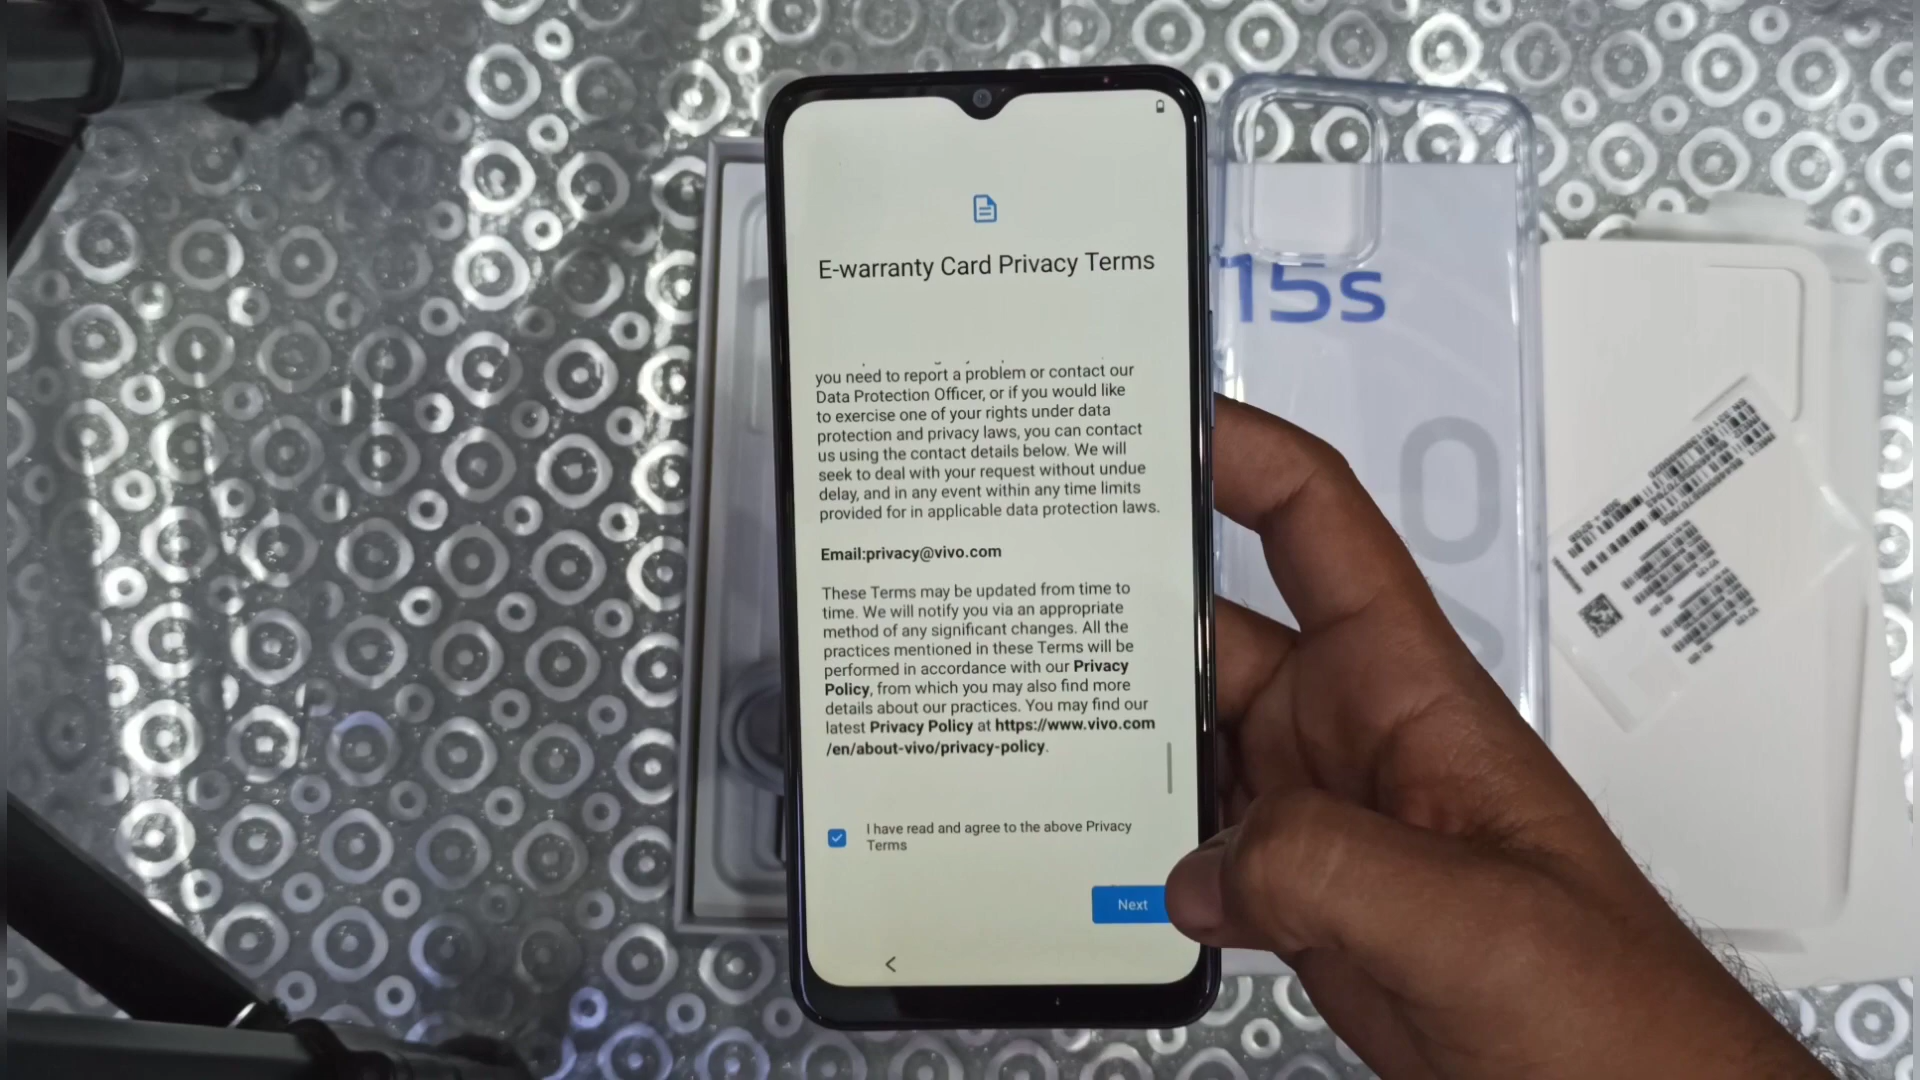 E-warranty Card Privacy Terms
you need to report a problem or contact our
Data Protection Officer, or if you would like
to exercise one of your rights under data
protection and privacy laws, you can contact
us using the contact details below. We will
seek to deal with your request without undue
delay, and in any event within any time limits
provided for in applicable data protection laws.
Email:privacy@vivo.com
These Terms may be updated from time to
time. We will notify you via an appropriate
method of any significant changes. All the
practices mentioned in these Terms will be
performed in accordance with our Privacy
Policy, from which you may also find more
details about our practices. You may find our
latest Privacy Policy at https://www.vivo.com
/en/about-vivo/privacy-policy.
I have read and agree to the above Privacy
Terms
Next
15s